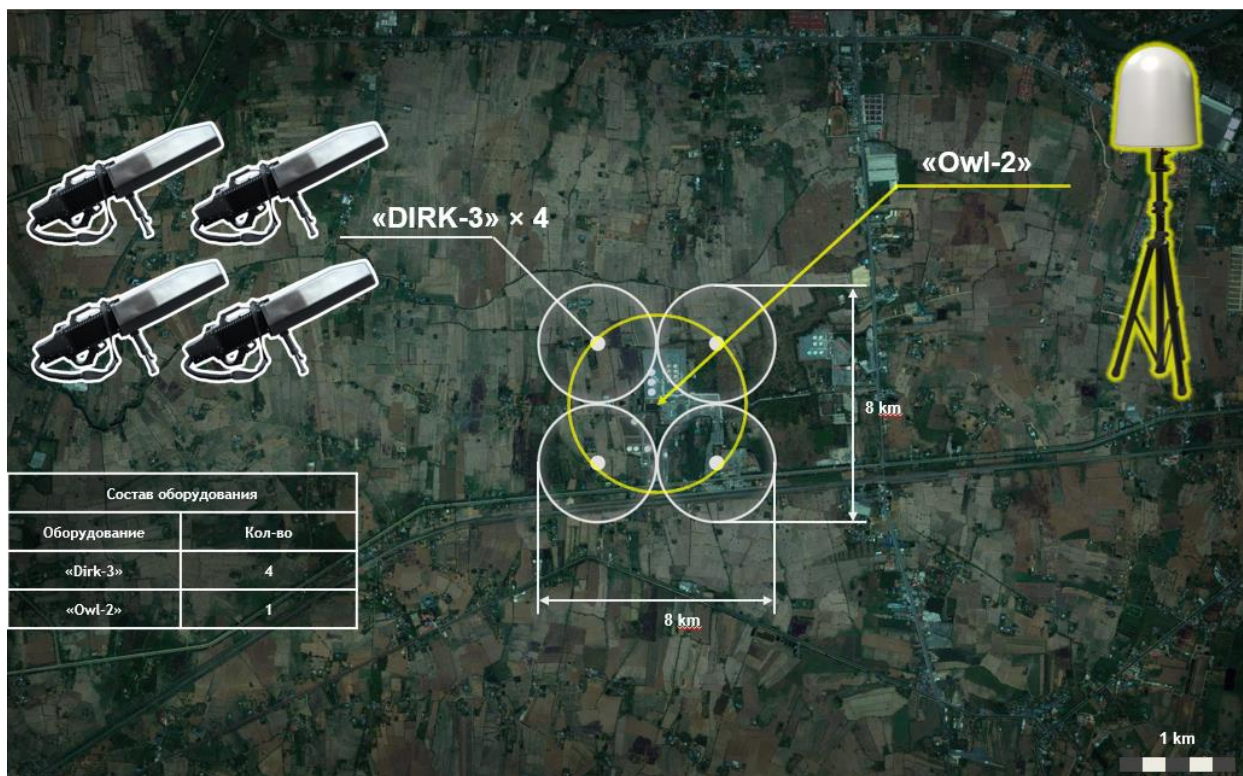 «Owl-2»
«DIRK-3» × 4
8 km
Состав оборудования
Оборудование Кол-во
«Dirk-3» 4
«Owl-2» 1
8 km
1 km